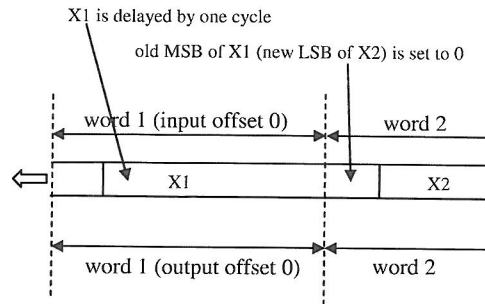 X1 is delayed by one cycle
old MSB of X1 (new LSB of X2) is set to 0
word 1 (input offset 0)
word 2
X1
X2
word 1 (output offset 0)
word 2